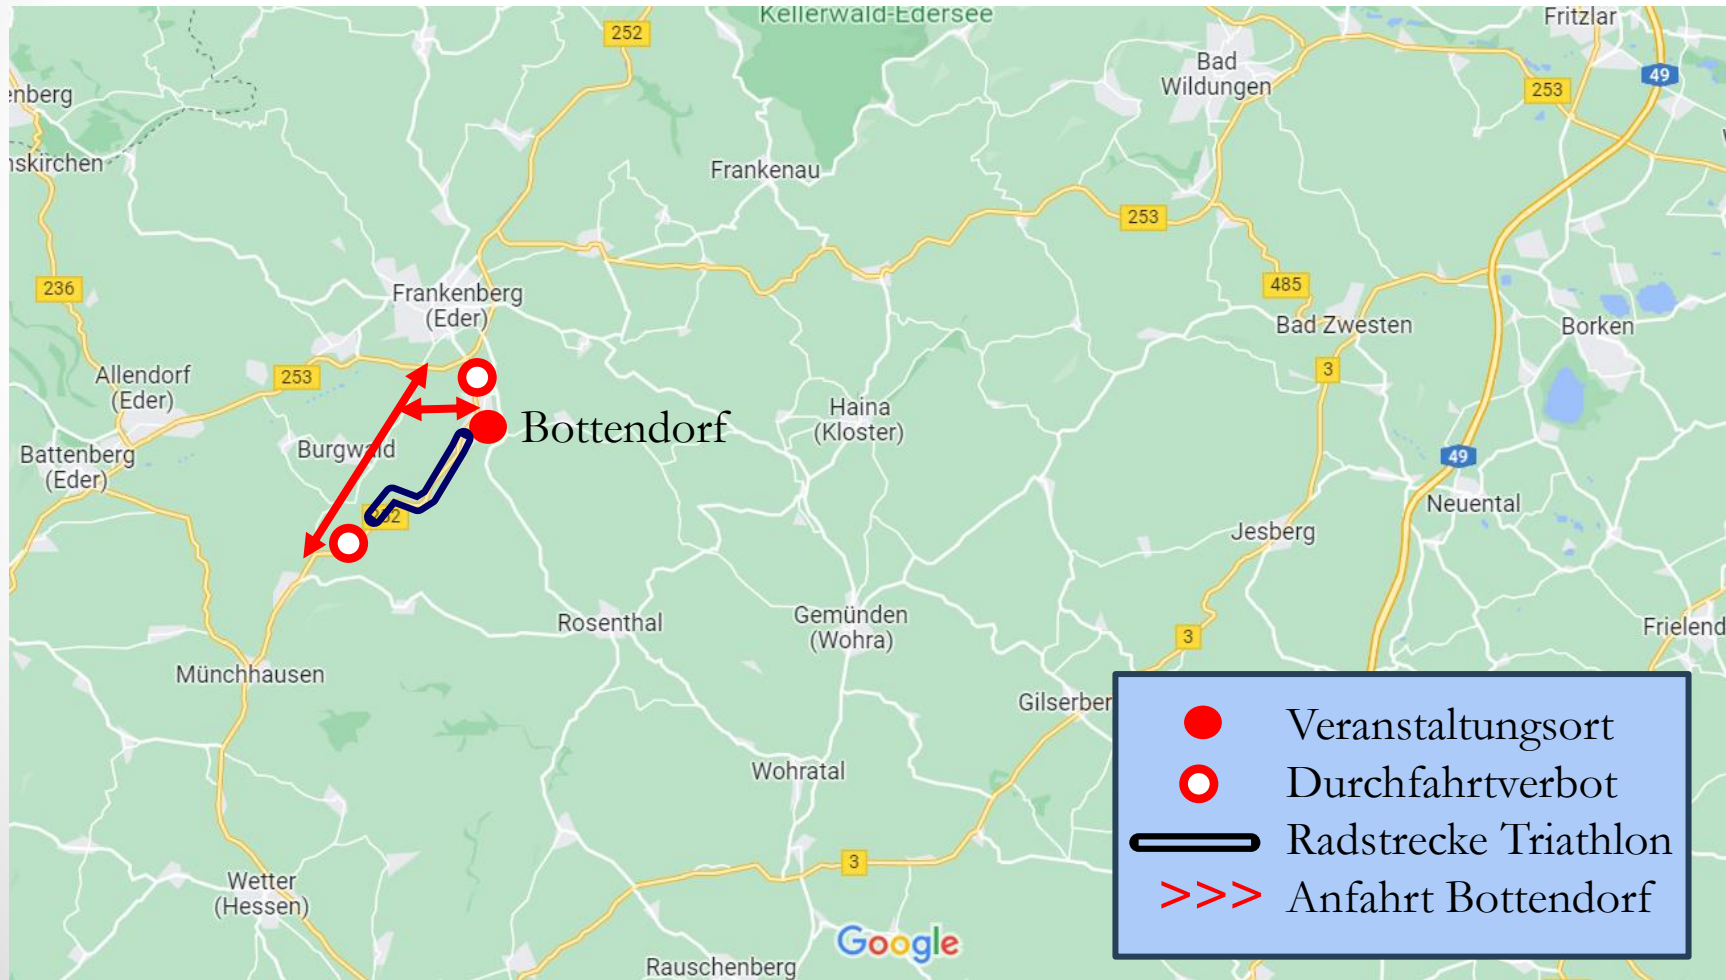 Kellerwald-Edersee
Fritzlar
252
Bad
Wildungen
49
253
enberg
nskirchen
Frankenau
253
236
Frankenberg
(Eder)
485
Bad Zwesten
Borken
3
253
Allendorf
(Eder)
Haina
(Kloster)
Bottendorf
Burgwald
Battenberg
(Eder)
49
Neuental
Jesberg
Rosenthal
Gemünden
(Wohra)
3
Frielend
Münchhausen
Gilserber
Wohratal
3
Wetter
(Hessen)
Google
Rauschenberg
Veranstaltungsort
Durchfahrtverbot
Radstrecke Triathlon
>>> Anfahrt Bottendorf